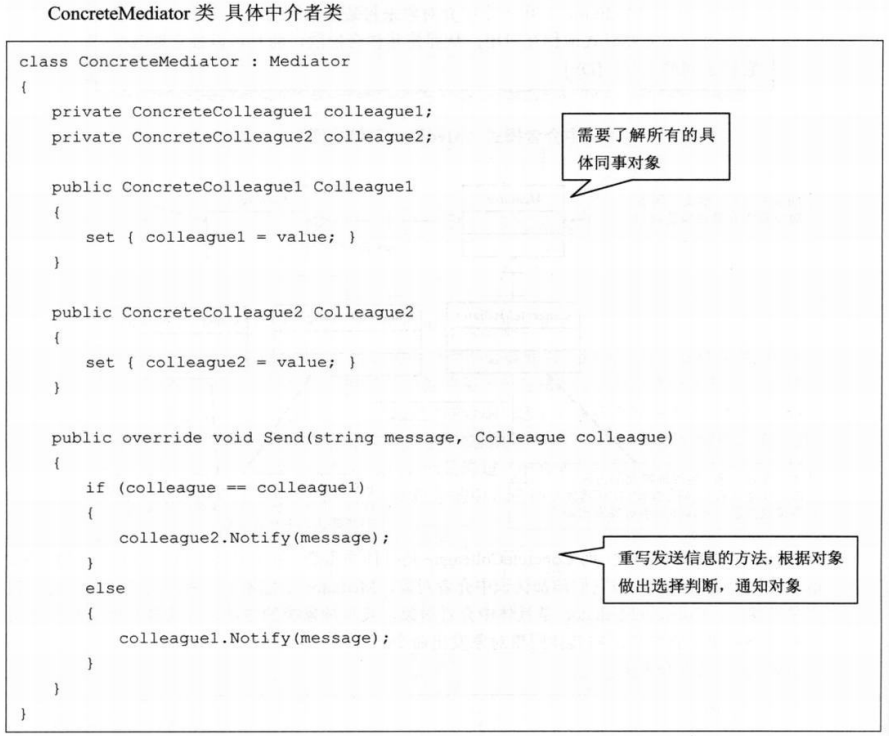 ConcreteMediator 类 具体中介者类
class ConcreteMediator : Mediator
{
private ConcreteColleague1 colleague1;
private ConcreteColleague2 colleague2;
需要了解所有的具
体同事对象
public ConcreteColleague1 Colleague1
{
set { colleague1 = value; }
}
public ConcreteColleague2 Colleague2
{
set { colleague2 = value; }
}
public override void Send(string message, Colleague colleague)
{
if (colleague == colleague1)
{
colleague2.Notify(message);
}
重写发送信息的方法，根据对象
做出选择判断，通知对象
else
{
colleague1.Notify(message);
}
}
}